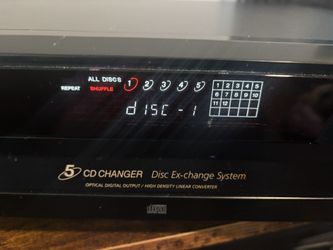 ALL DISCS 1 2 3 4 5
REPEAT SHUFFLE
1 2 3 4 5
6 7 8 9 10
11 12
dISC-1
5 CD CHANGER Disc Ex-change System
OPTICAL DIGITAL OUTPUT / HIGH DENSITY LINEAR CONVERTER